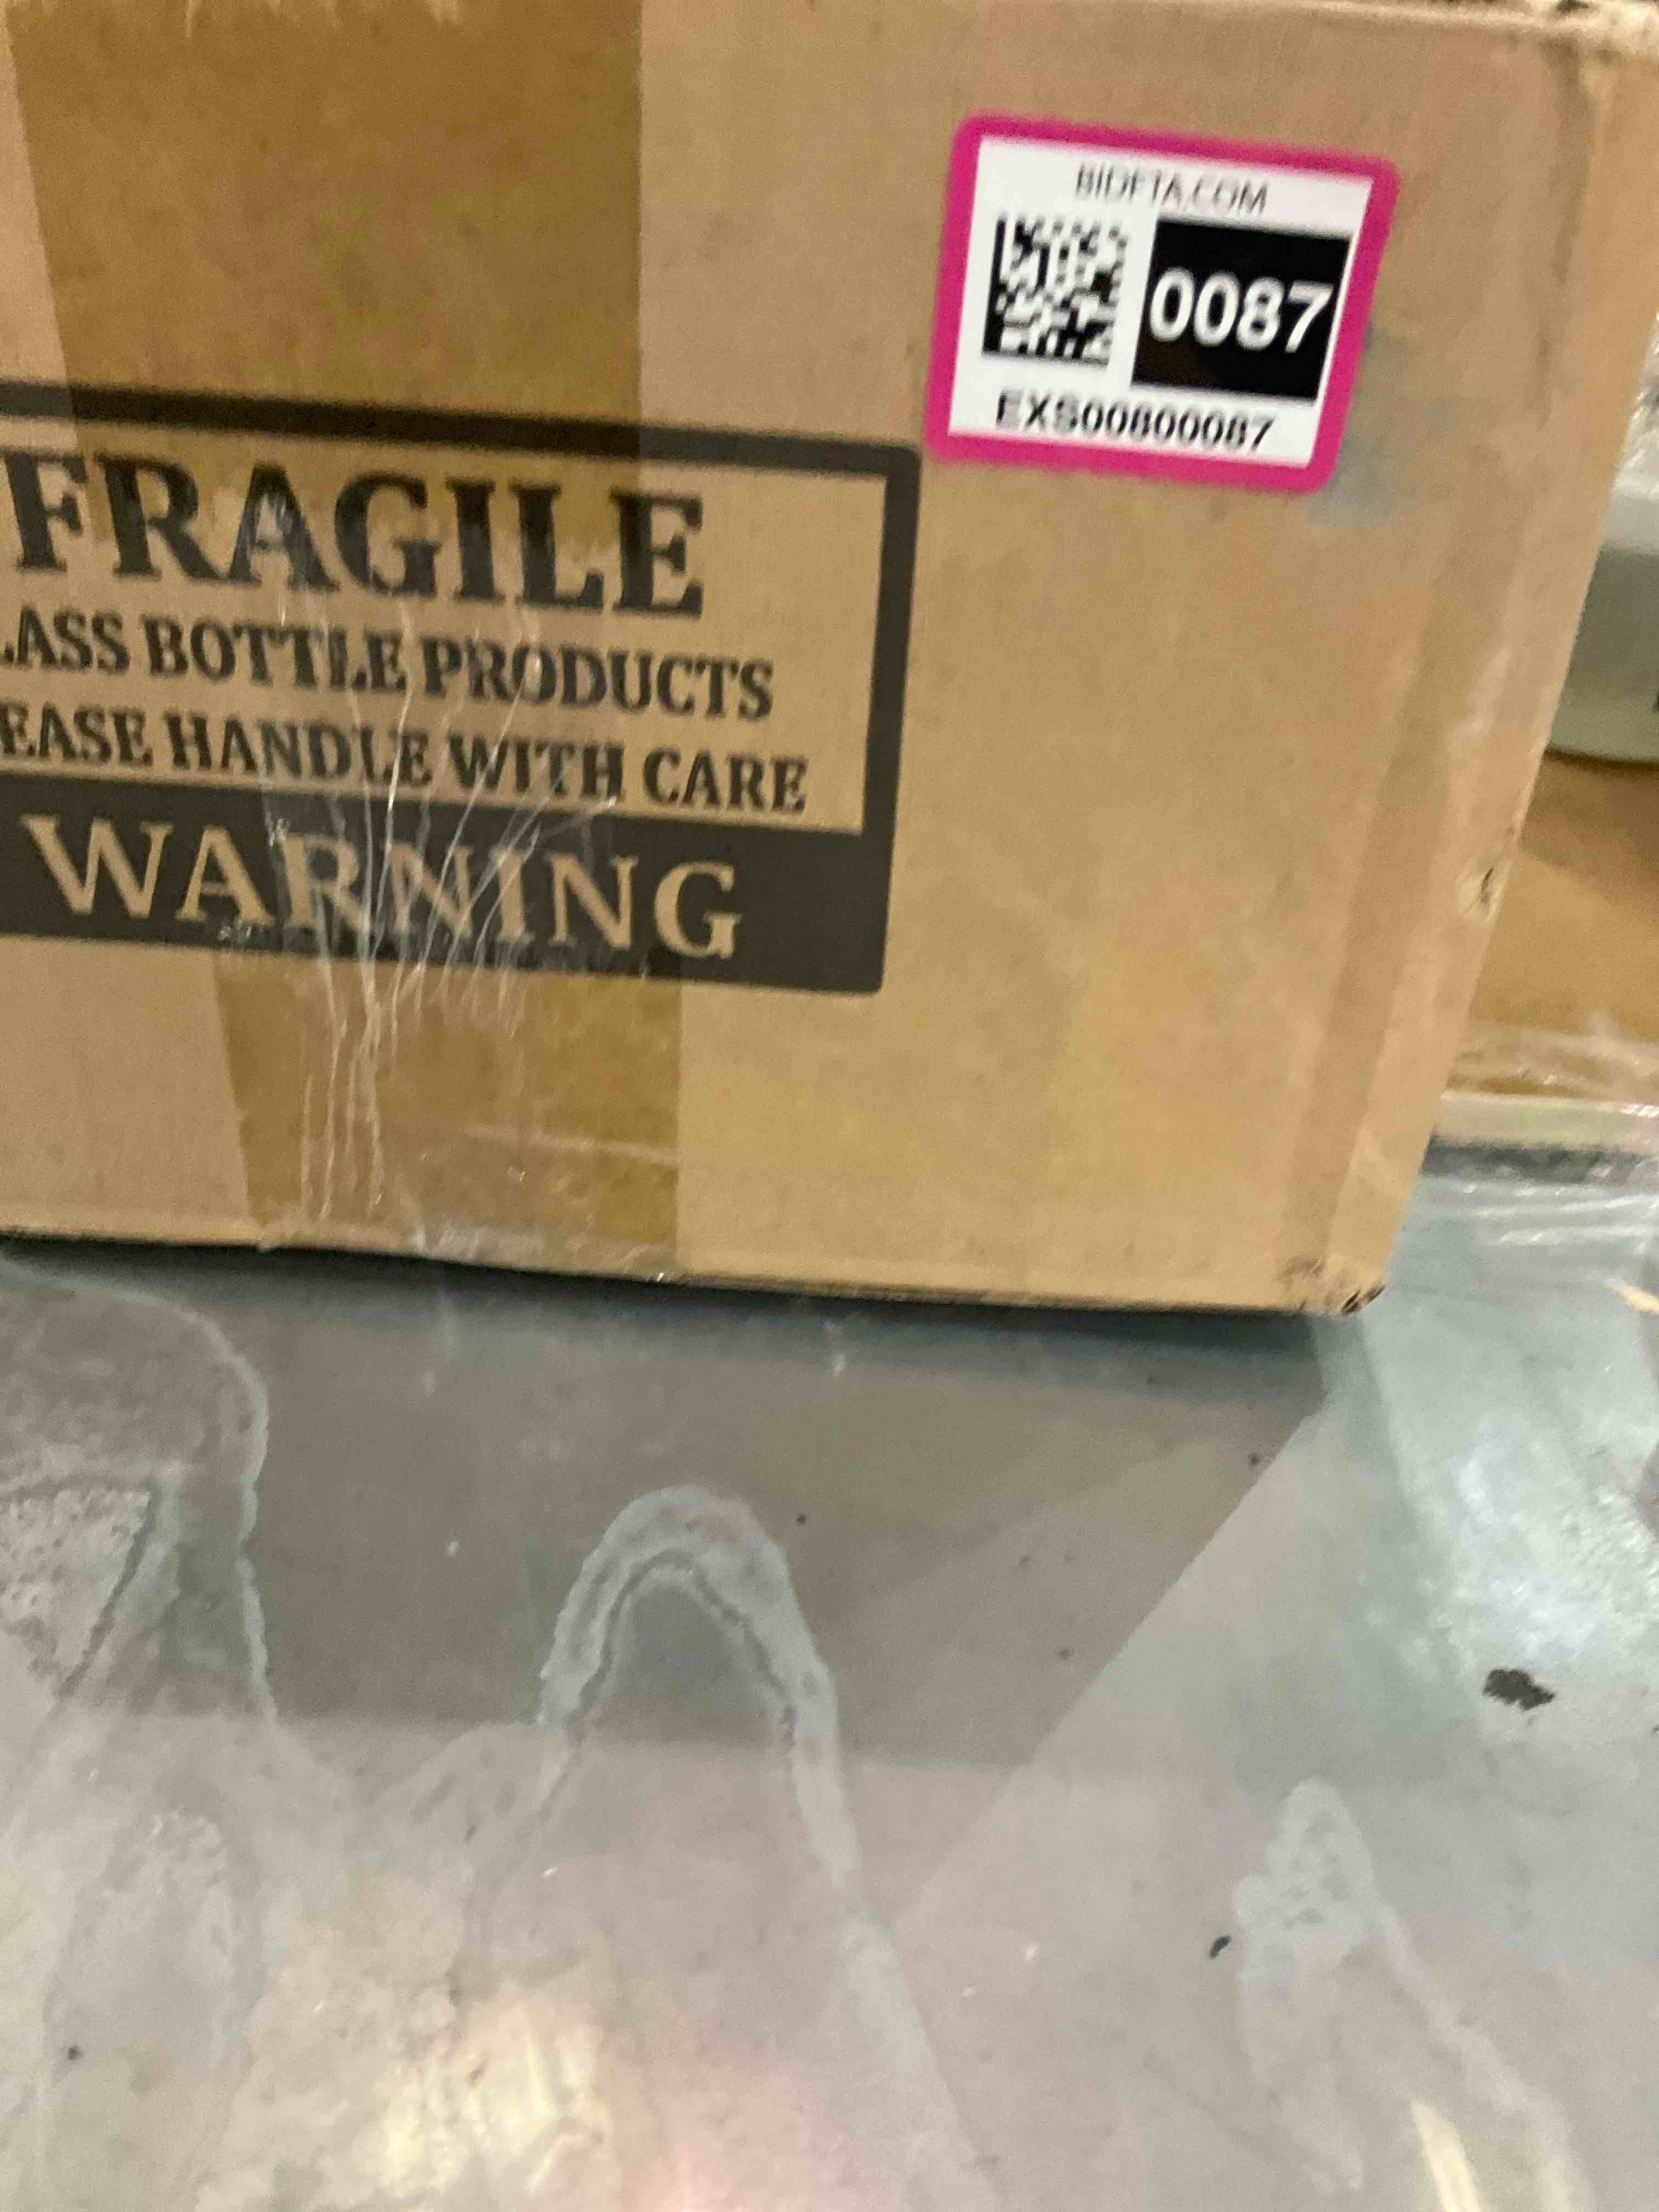 BIDFTA.COM
0087
EXS00800087
FRAGILE
LASS BOTTLE PRODUCTS
EASE HANDLE WITH CARE
WARNING